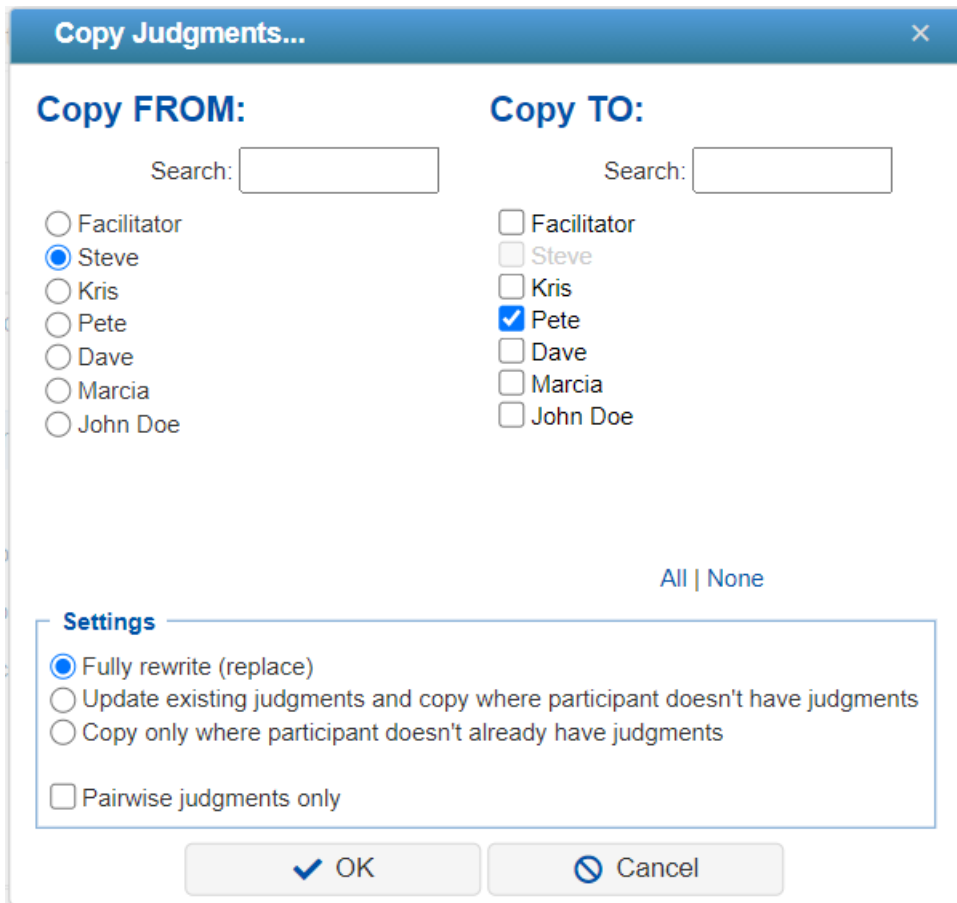 Copy Judgments...
Copy FROM:
Search:
Facilitator
Steve
Kris
Pete
Dave
Marcia
John Doe
Copy TO:
Search:
Facilitator
Steve
Kris
Pete
Dave
Marcia
John Doe
All | None
Settings
Fully rewrite (replace)
Update existing judgments and copy where participant doesn't have judgments
Copy only where participant doesn't already have judgments
Pairwise judgments only
OK
Cancel